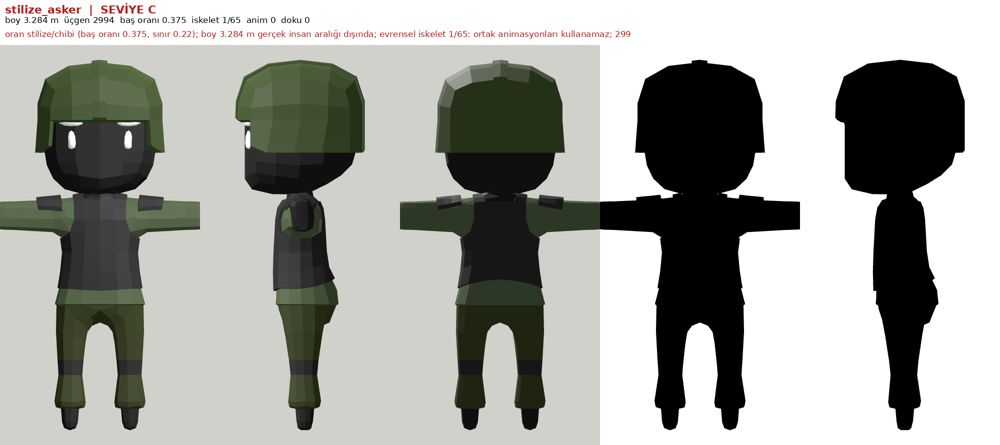 stilize_asker | SEVİYE C
boy 3.284 m üçgen 2994 baş oranı 0.375 iskelet 1/65 anim 0 doku 0
oran stilize/chibi (baş oranı 0.375, sınır 0.22); boy 3.284 m gerçek insan aralığı dışında; evrensel iskelet 1/65: ortak animasyonları kullanamaz; 299